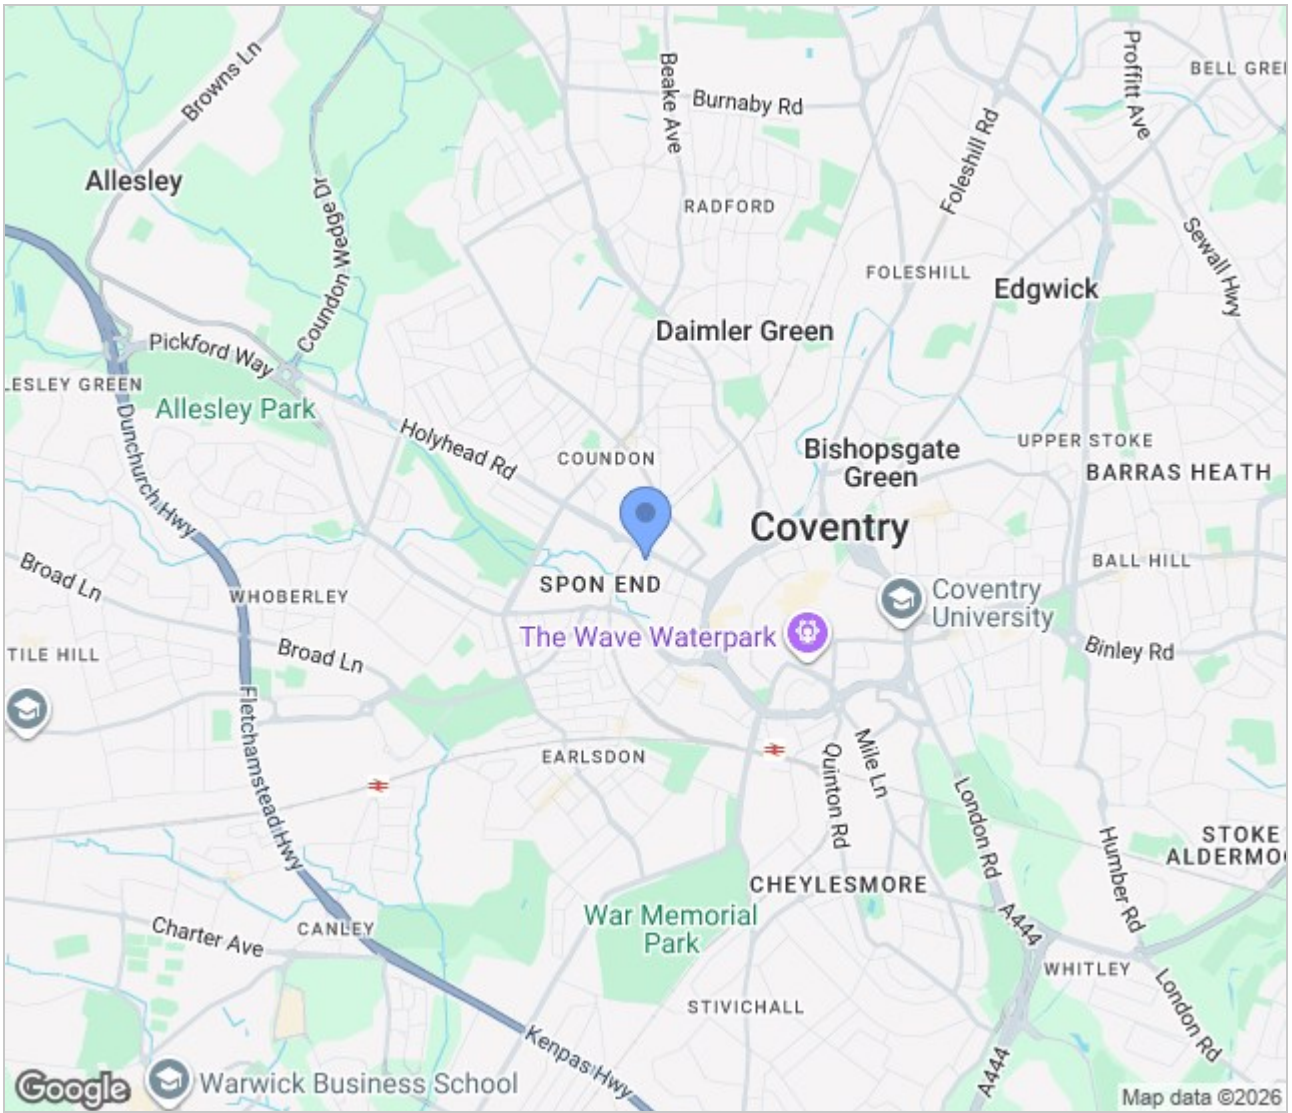 Browns Ln
Beake Ave
Burnaby Rd
Proffitt Ave
BELL GREE
Foleshill Rd
Allesley
Coundon Wedge Dr
RADFORD
Sewall Hwy
FOLESHILL
Edgwick
Daimler Green
Pickford Way
LESLEY GREEN
Allesley Park
Dunchurch Hwy
Holyhead Rd
COUNDON
Bishopsgate
Green
UPPER STOKE
BARRAS HEATH
Coventry
BALL HILL
Broad Ln
SPON END
WHOBERLEY
Coventry
University
The Wave Waterpark
Broad Ln
Binley Rd
TILE HILL
Fletchamstead Hwy
EARLSDON
Quinton Rd
Mile Ln
London Rd
Humber Rd
STOKE
ALDERMO
CHEYLESMORE
War Memorial
Park
Charter Ave
CANLEY
A444
WHITLEY
London Rd
STIVICHALL
Kenpas Hwy
A444
Google
Warwick Business School
Map data ©2026